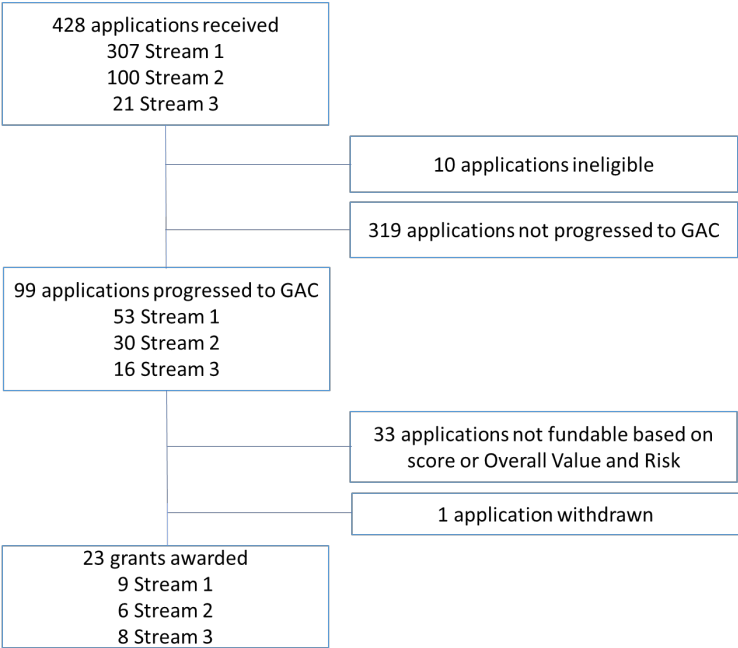 428 applications received
307 Stream 1
100 Stream 2
21 Stream 3
10 applications ineligible
319 applications not progressed to GAC
99 applications progressed to GAC
53 Stream 1
30 Stream 2
16 Stream 3
33 applications not fundable based on
score or Overall Value and Risk
1 application withdrawn
23 grants awarded
9 Stream 1
6 Stream 2
8 Stream 3